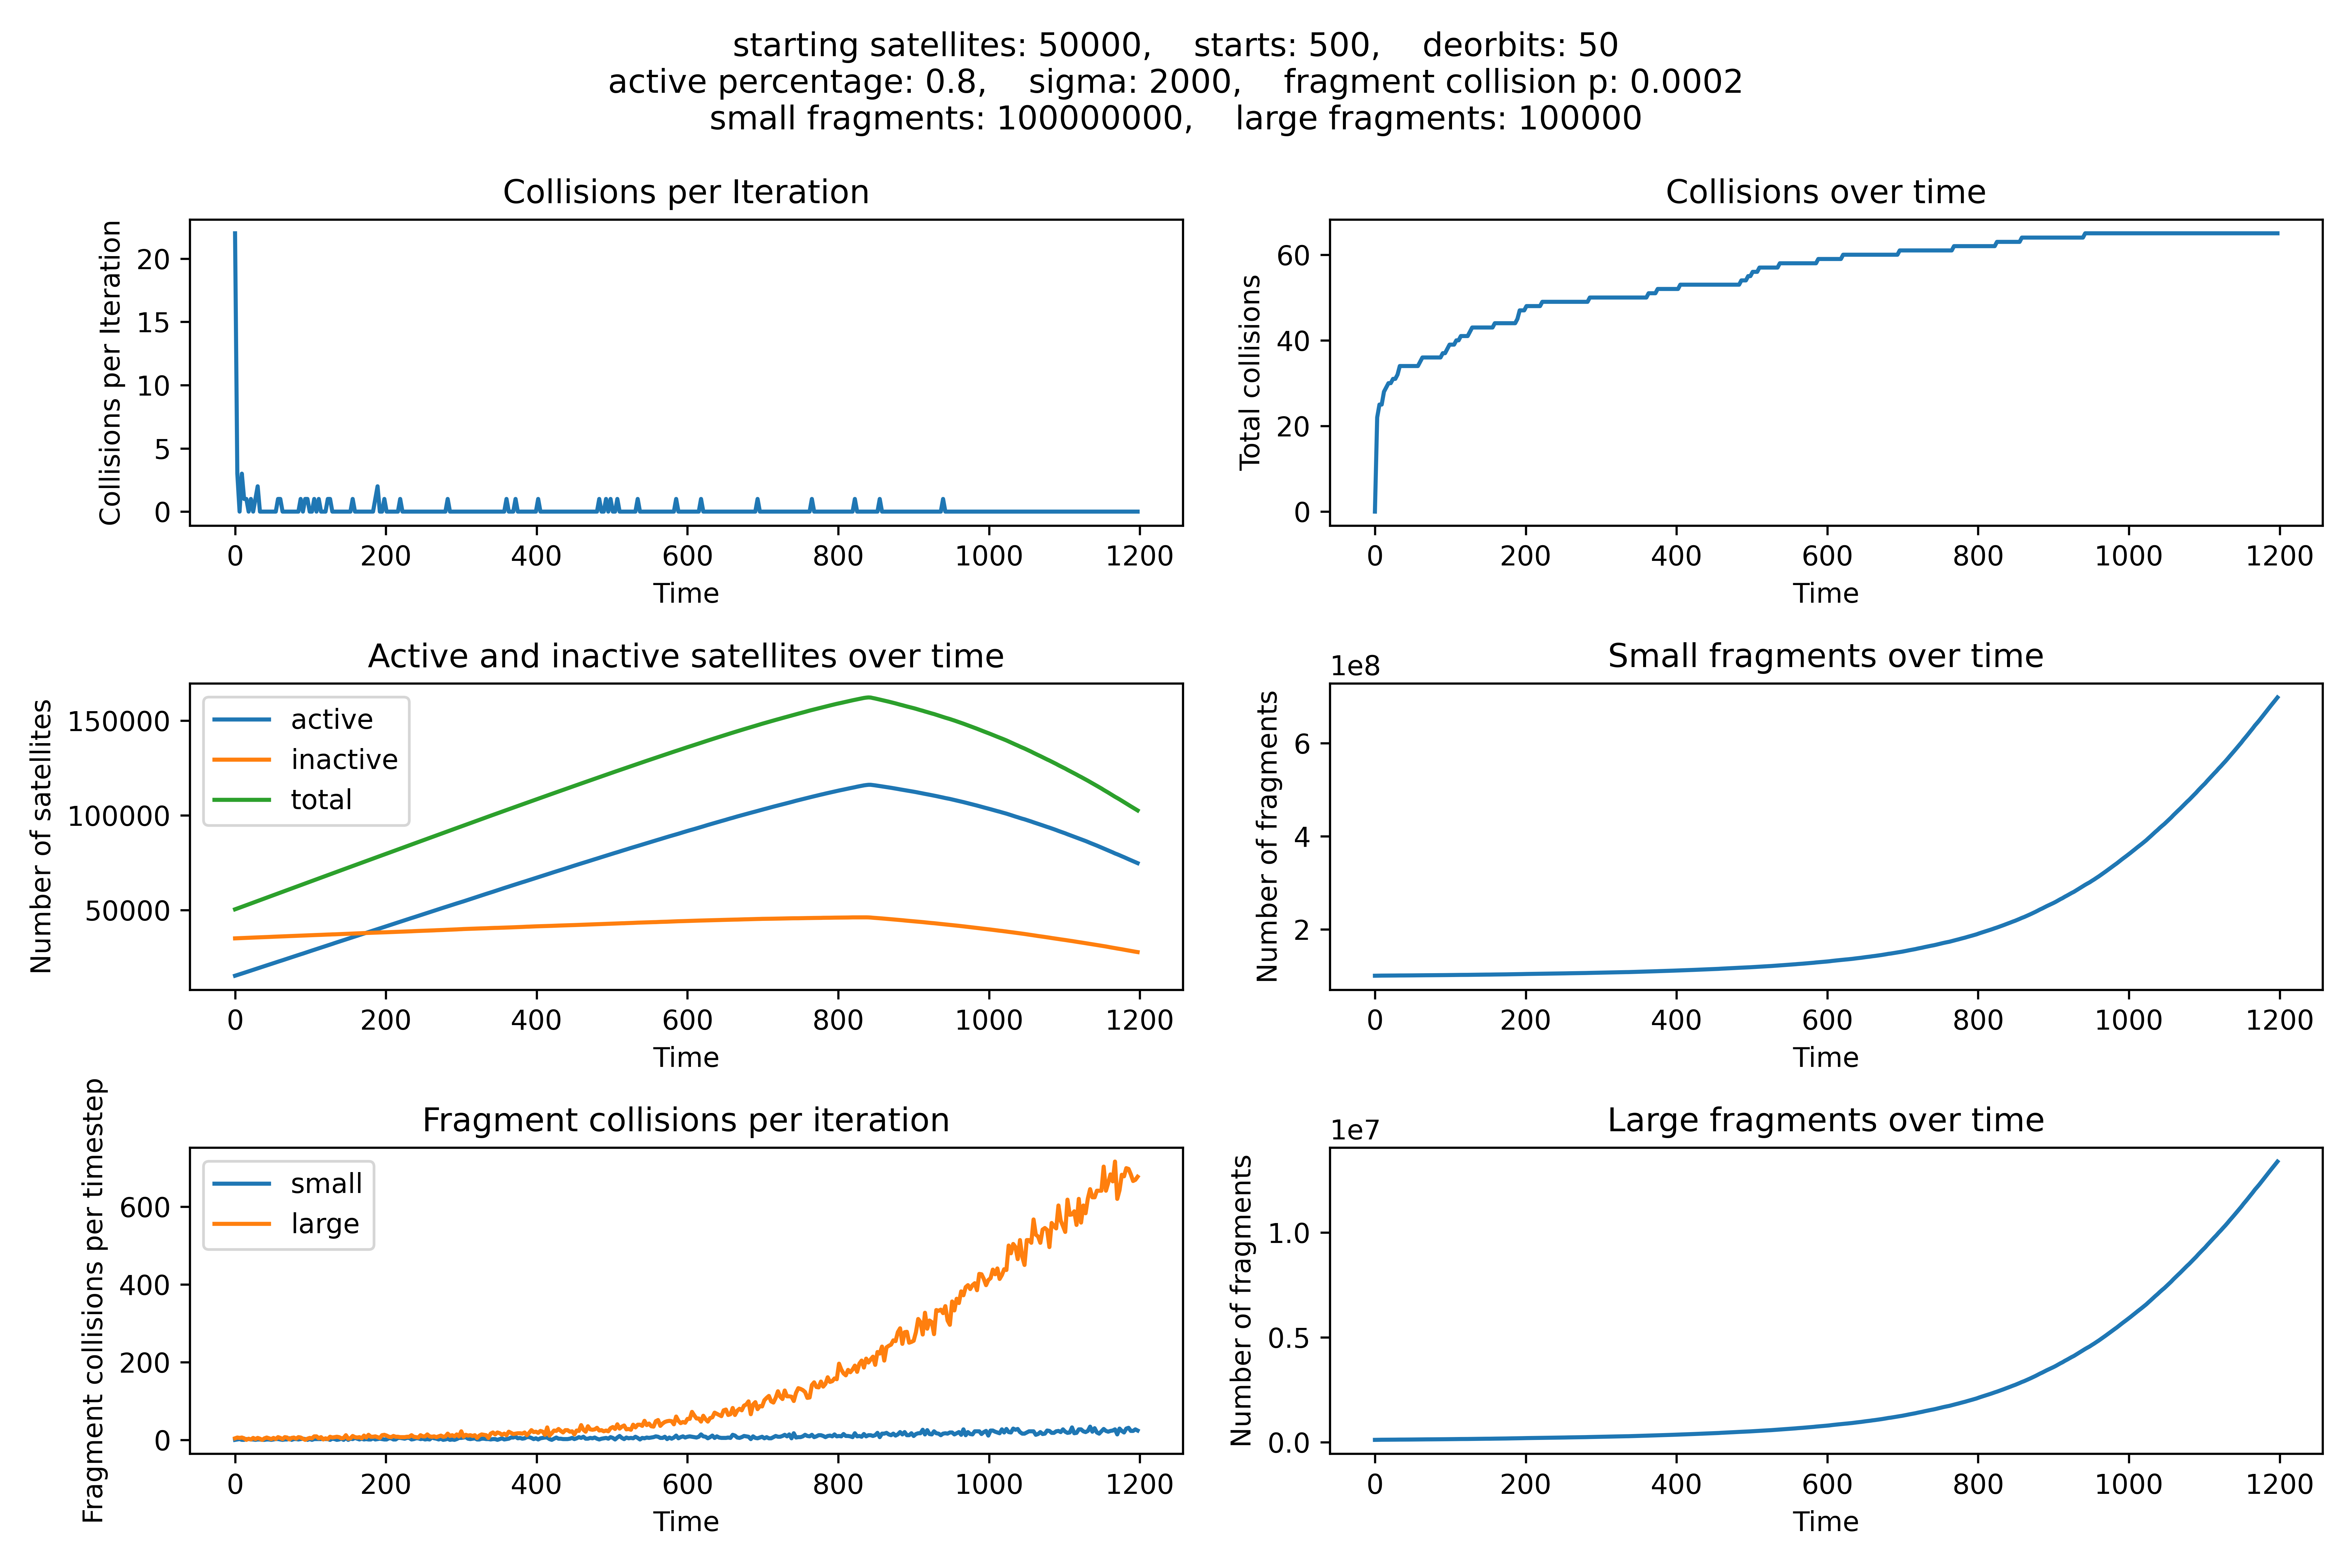 starting satellites: 50000,    starts: 500,    deorbits: 50
active percentage: 0.8,    sigma: 2000,    fragment collision p: 0.0002
small fragments: 100000000,    large fragments: 100000
Collisions per Iteration
Collisions per Iteration
20
15
10
5
0
0 200 400 600 800 1000 1200
Time
Collisions over time
Total collisions
60
40
20
0
0 200 400 600 800 1000 1200
Time
Active and inactive satellites over time
Number of satellites
150000
100000
50000
active
inactive
total
0 200 400 600 800 1000 1200
Time
Small fragments over time
1e8
Number of fragments
6
4
2
0 200 400 600 800 1000 1200
Time
Fragment collisions per iteration
Fragment collisions per timestep
600
400
200
0
small
large
0 200 400 600 800 1000 1200
Time
Large fragments over time
1e7
Number of fragments
1.0
0.5
0.0
0 200 400 600 800 1000 1200
Time